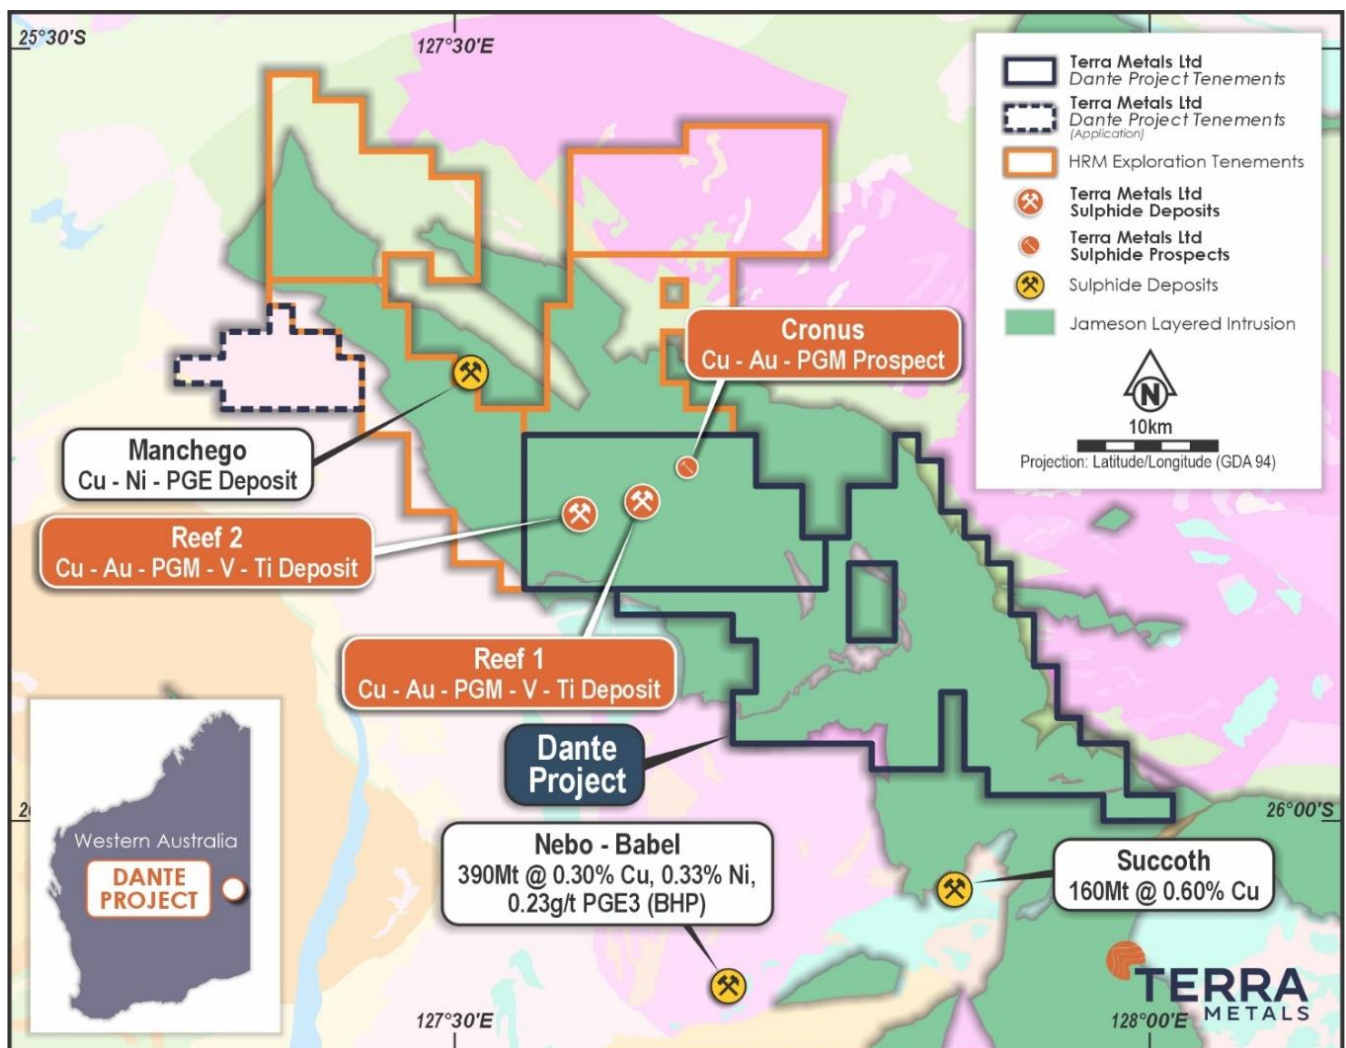 25°30'S
127°30'E
Terra Metals Ltd
Dante Project Tenements
Terra Metals Ltd
Dante Project Tenements
(Application)
HRM Exploration Tenements
Terra Metals Ltd
Sulphide Deposits
Terra Metals Ltd
Sulphide Prospects
Sulphide Deposits
Jameson Layered Intrusion
N
10km
Projection: Latitude/Longitude (GDA 94)
Cronus
Cu - Au - PGM Prospect
Manchego
Cu - Ni - PGE Deposit
Reef 2
Cu - Au - PGM - V - Ti Deposit
Reef 1
Cu - Au - PGM - V - Ti Deposit
Dante
Project
26°00'S
Nebo - Babel
390Mt @ 0.30% Cu, 0.33% Ni,
0.23g/t PGE3 (BHP)
Succoth
160Mt @ 0.60% Cu
Western Australia
DANTE
PROJECT
TERRA
METALS
127°30'E
128°00'E